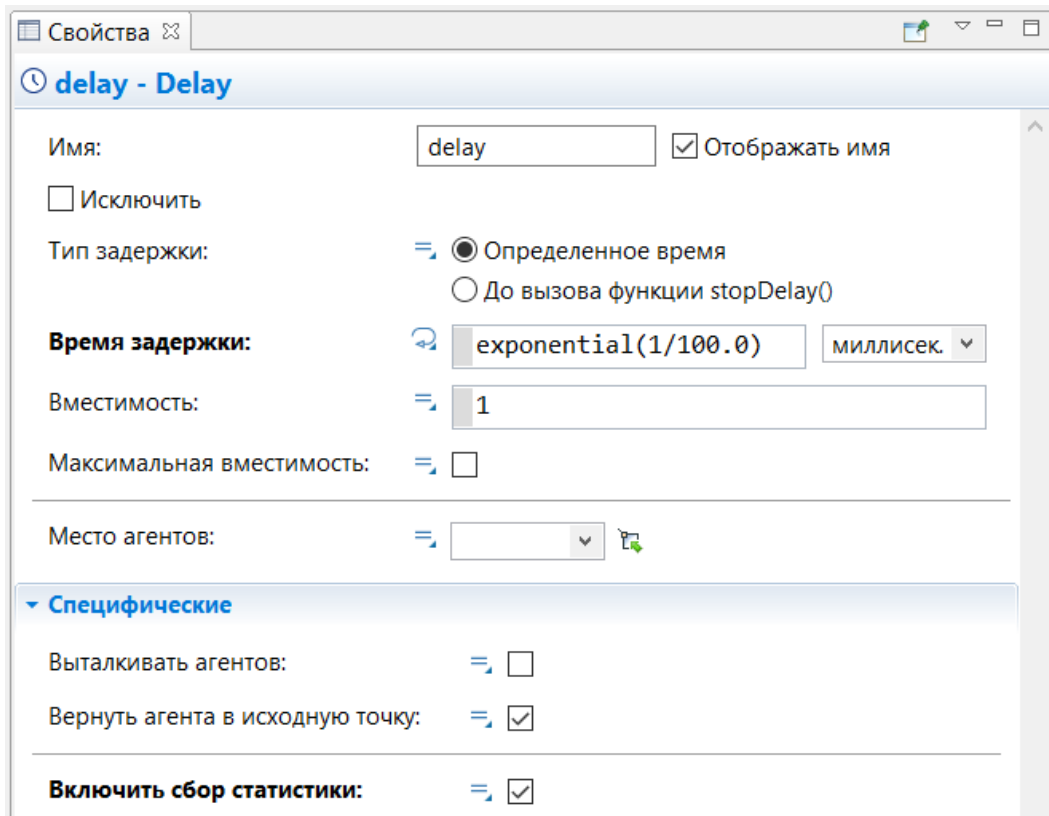 Свойства
delay - Delay
Имя: delay Отображать имя
Исключить
Тип задержки: Определенное время
До вызова функции stopDelay()
Время задержки: exponential(1/100.0) миллисек.
Вместимость: 1
Максимальная вместимость:
Место агентов:
Специфические
Выталкивать агентов:
Вернуть агента в исходную точку:
Включить сбор статистики: